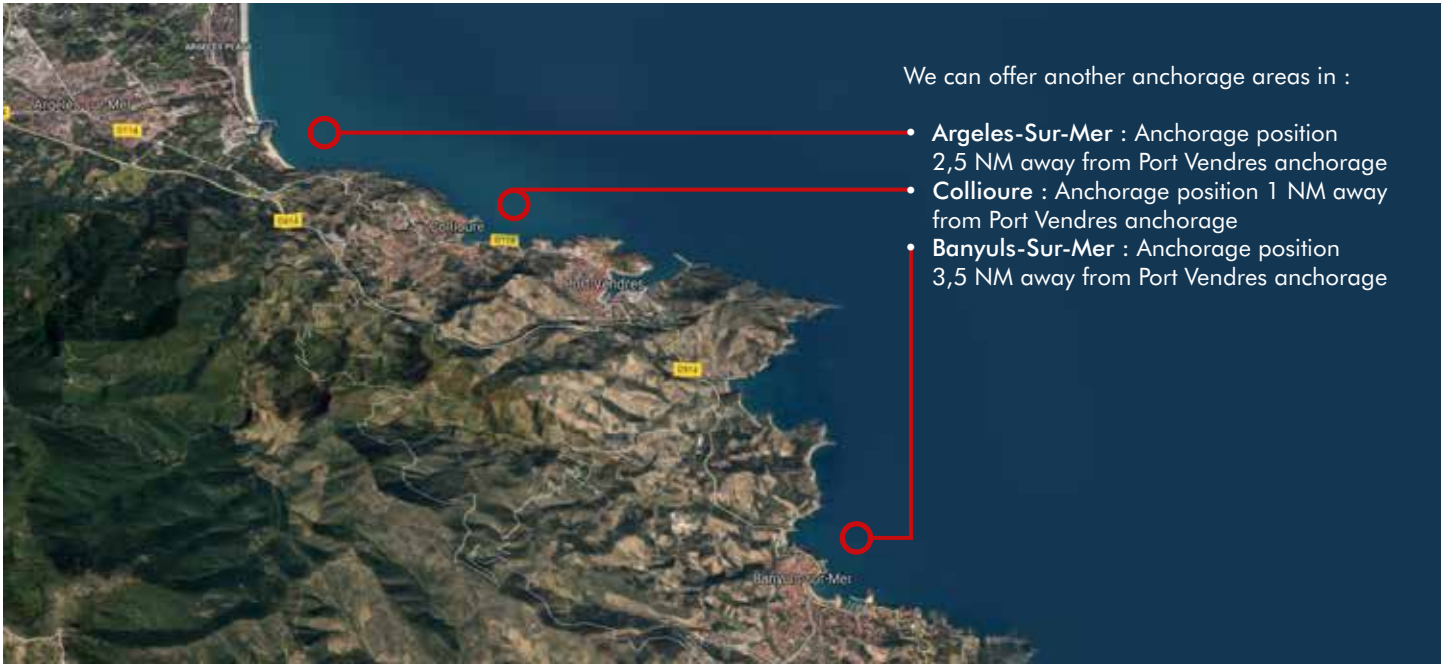 ARGELÈS PLAGE
We can offer another anchorage areas in :
Argelès-sur-Mer
D114
• Argeles-Sur-Mer : Anchorage position
2,5 NM away from Port Vendres anchorage
• Collioure : Anchorage position 1 NM away
from Port Vendres anchorage
• Banyuls-Sur-Mer : Anchorage position
3,5 NM away from Port Vendres anchorage
D914
Collioure
Port-Vendres
D914
Banyuls-sur-Mer